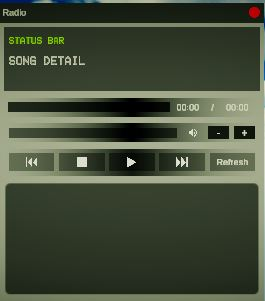 Radio
STATUS BAR
SONG DETAIL
00:00 / 00:00
- +
Refresh